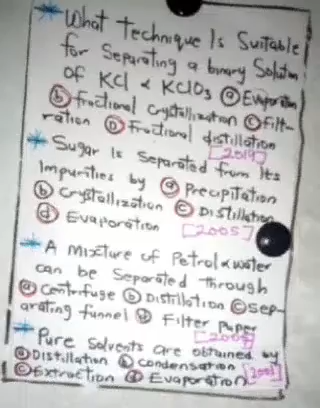 * What Technique Is Suitable
for Separating a binary Solution
of KCl & KClO3 (a) Evaporation
(b) fractional crystallization (c) Filt-
ration (D) Fractional distillation
[2019]
* Sugar Is Separated from Its
Impurities by (a) Precipitation
(b) Crystallization (c) Distillation
(d) Evaporation [2005]
* A Mixture of Petrol & water
can be Separated through
(a) Centrifuge (b) Distillation (c) Sep-
arating funnel (d) Filter Paper
* Pure Solvents are obtained by
(a) Distillation (b) condensation
(c) Extraction (d) Evaporation